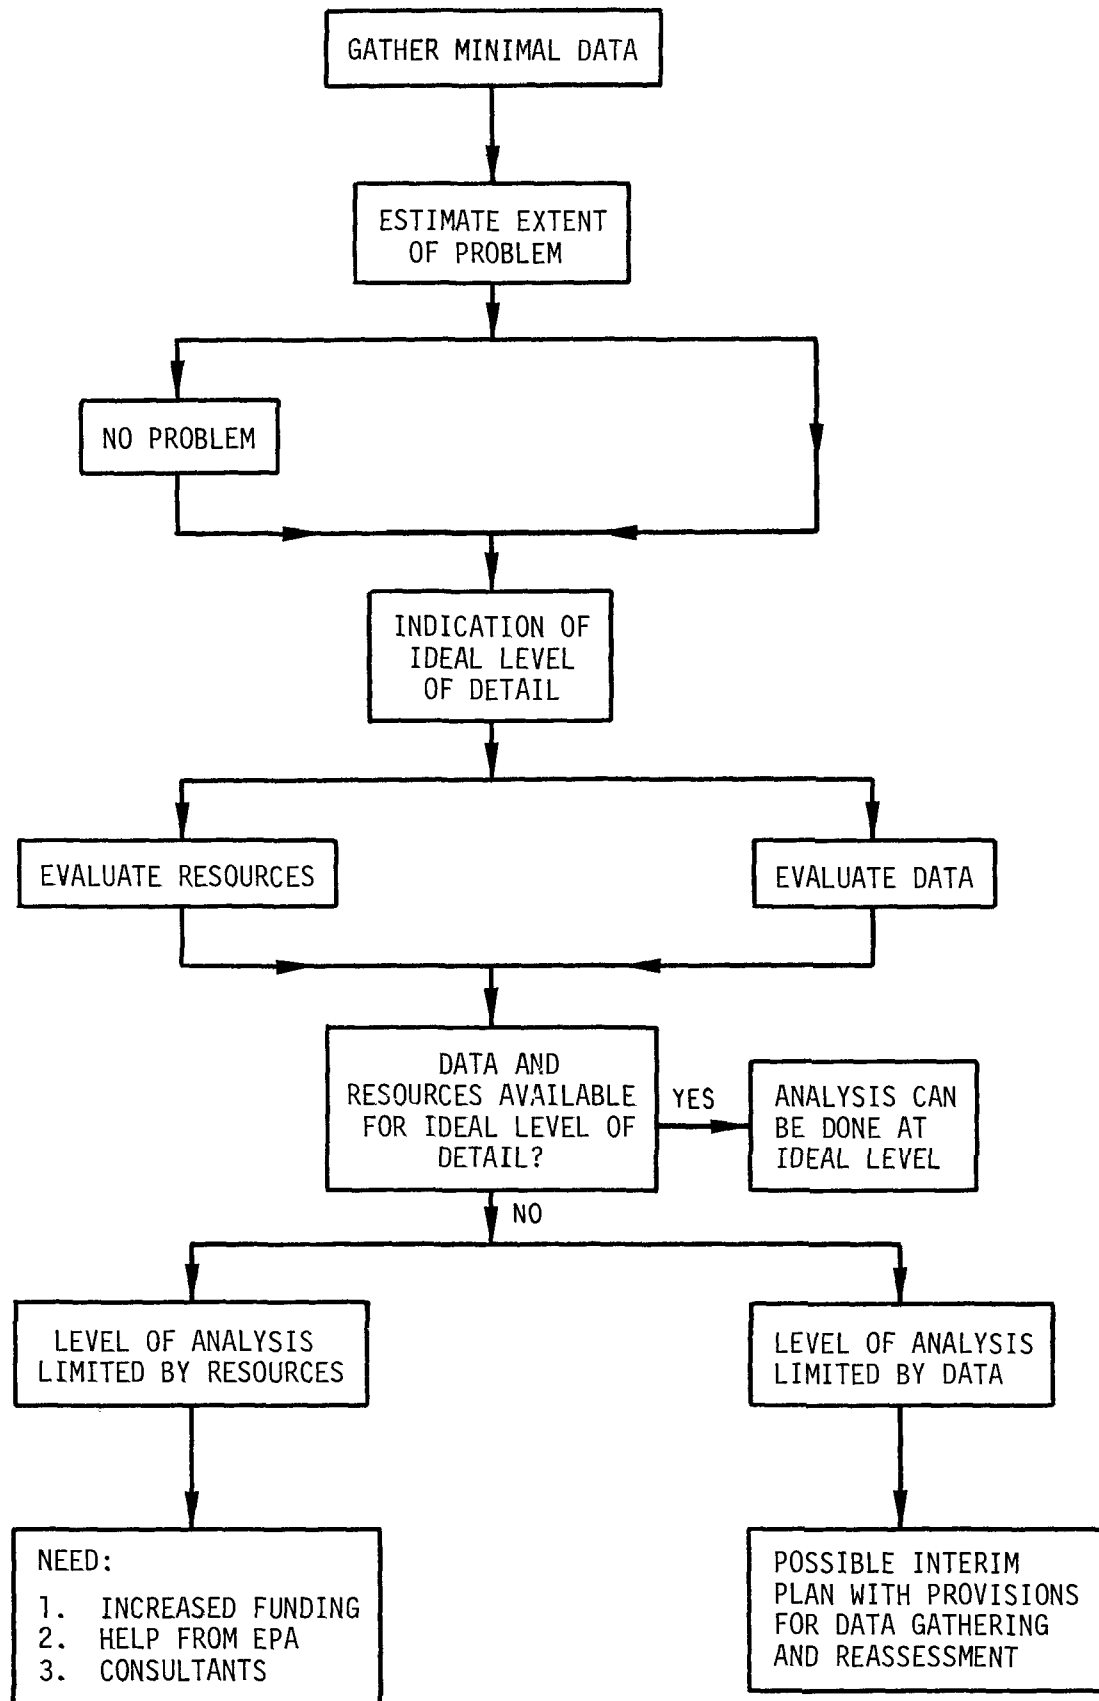 GATHER MINIMAL DATA
ESTIMATE EXTENT
OF PROBLEM
NO PROBLEM
INDICATION OF
IDEAL LEVEL
OF DETAIL
EVALUATE RESOURCES
EVALUATE DATA
DATA AND
RESOURCES AVAILABLE
FOR IDEAL LEVEL OF
DETAIL?
YES
ANALYSIS CAN
BE DONE AT
IDEAL LEVEL
NO
LEVEL OF ANALYSIS
LIMITED BY RESOURCES
LEVEL OF ANALYSIS
LIMITED BY DATA
NEED:
1. INCREASED FUNDING
2. HELP FROM EPA
3. CONSULTANTS
POSSIBLE INTERIM
PLAN WITH PROVISIONS
FOR DATA GATHERING
AND REASSESSMENT